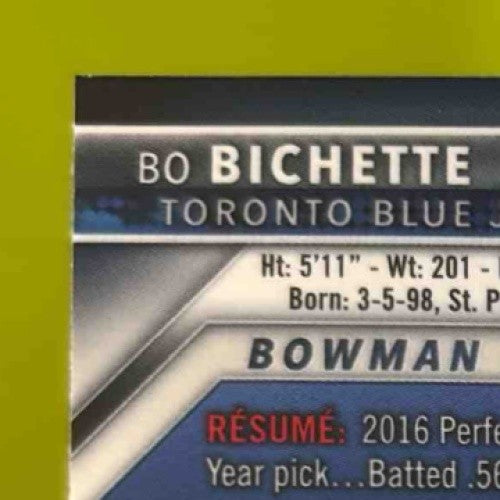 BO BICHETTE
TORONTO BLUE
Ht: 5'11" - Wt: 201 -
Born: 3-5-98, St. P
BOWMAN
RÉSUMÉ: 2016 Perfe
Year pick...Batted .56